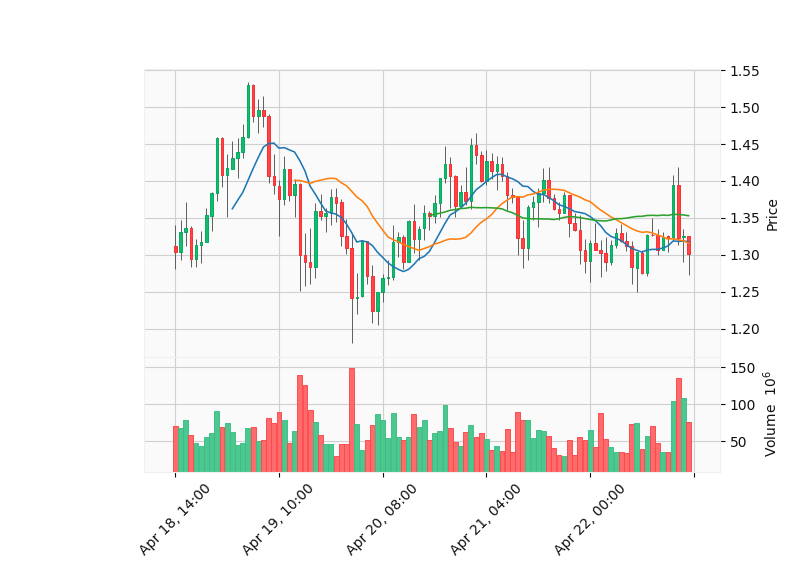 1.55
1.50
1.45
1.40
1.35
1.30
1.25
1.20
Price
150
100
50
Volume 10^6
Apr 18, 14:00
Apr 19, 10:00
Apr 20, 08:00
Apr 21, 04:00
Apr 22, 00:00